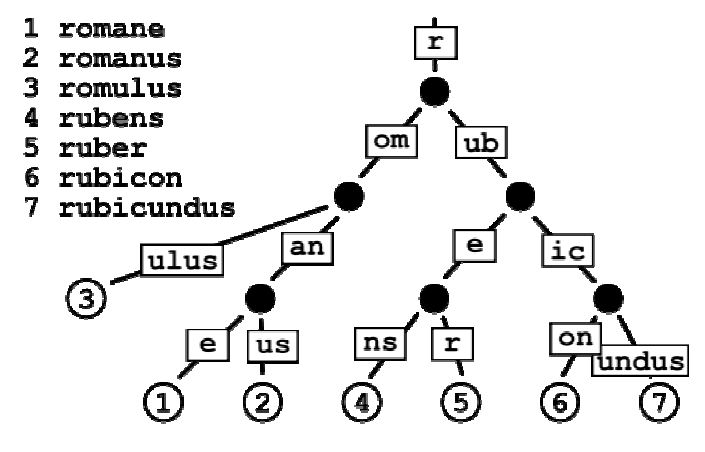 1 romane
2 romanus
3 romulus
4 rubens
5 ruber
6 rubicon
7 rubicundus
r
om ub
ulus an e ic
3
e us ns r on undus
1 2 4 5 6 7